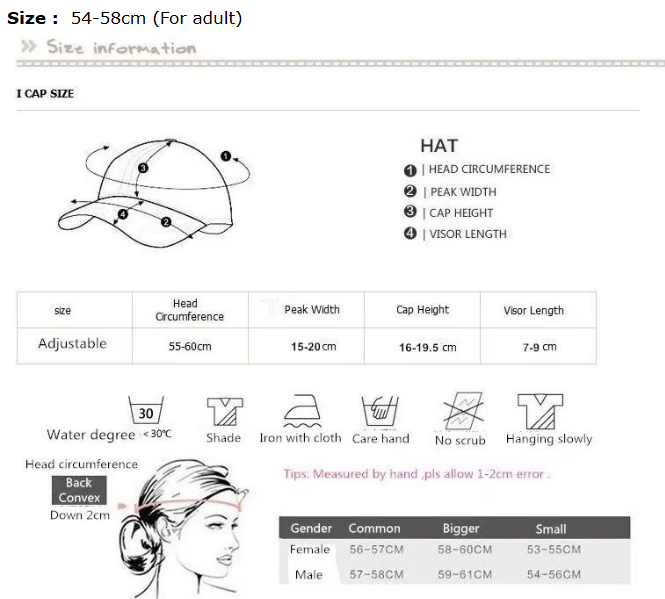 Size : 54-58cm (For adult)
Size information
I CAP SIZE
HAT
1 | HEAD CIRCUMFERENCE
2 | PEAK WIDTH
3 | CAP HEIGHT
4 | VISOR LENGTH
1
3
4
2
size Head Circumference Peak Width Cap Height Visor Length
Adjustable 55-60cm 15-20cm 16-19.5 cm 7-9 cm
30
Water degree <30℃ Shade Iron with cloth Care hand No scrub Hanging slowly
Head circumference
Back
Convex
Down 2cm
Tips: Measured by hand ,pls allow 1-2cm error .
Gender Common Bigger Small
Female 56-57CM 58-60CM 53-55CM
Male 57-58CM 59-61CM 54-56CM